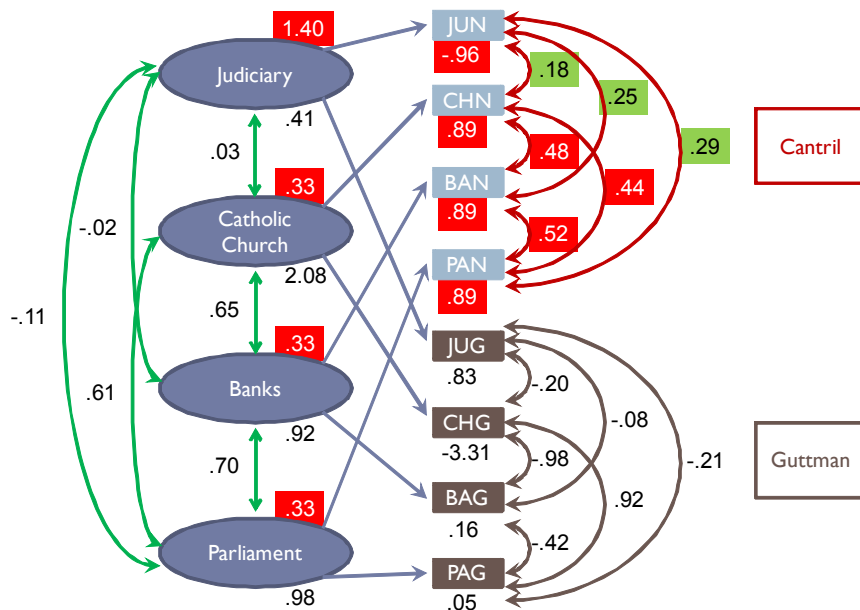 1.40
JUN
Judiciary
-.96
.18
CHN
.25
.41
.89
.03
.48
.29
Cantril
.33
BAN
.44
Catholic
Church
.89
-.02
.52
2.08
PAN
.89
-.11
.65
.33
JUG
.83
-.20
Banks
.61
CHG
-.08
.92
-3.31
-.98
-.21
Guttman
.70
BAG
.92
.33
.16
-.42
Parliament
PAG
.98
.05